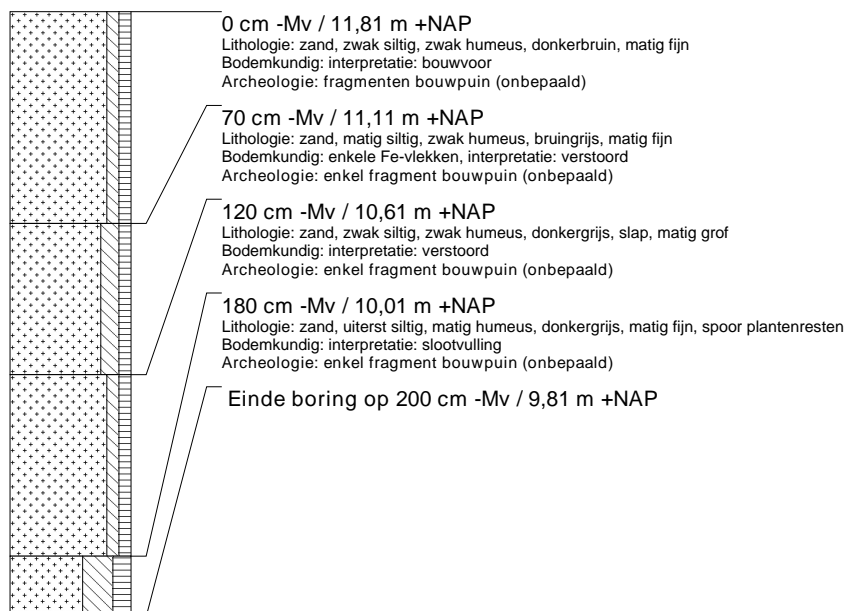 0 cm -Mv / 11,81 m +NAP
Lithologie: zand, zwak siltig, zwak humeus, donkerbruin, matig fijn
Bodemkundig: interpretatie: bouwvoor
Archeologie: fragmenten bouwpuin (onbepaald)
70 cm -Mv / 11,11 m +NAP
Lithologie: zand, matig siltig, zwak humeus, bruingrijs, matig fijn
Bodemkundig: enkele Fe-vlekken, interpretatie: verstoord
Archeologie: enkel fragment bouwpuin (onbepaald)
120 cm -Mv / 10,61 m +NAP
Lithologie: zand, zwak siltig, zwak humeus, donkergrijs, slap, matig grof
Bodemkundig: interpretatie: verstoord
Archeologie: enkel fragment bouwpuin (onbepaald)
180 cm -Mv / 10,01 m +NAP
Lithologie: zand, uiterst siltig, matig humeus, donkergrijs, matig fijn, spoor plantenresten
Bodemkundig: interpretatie: slootvulling
Archeologie: enkel fragment bouwpuin (onbepaald)
Einde boring op 200 cm -Mv / 9,81 m +NAP